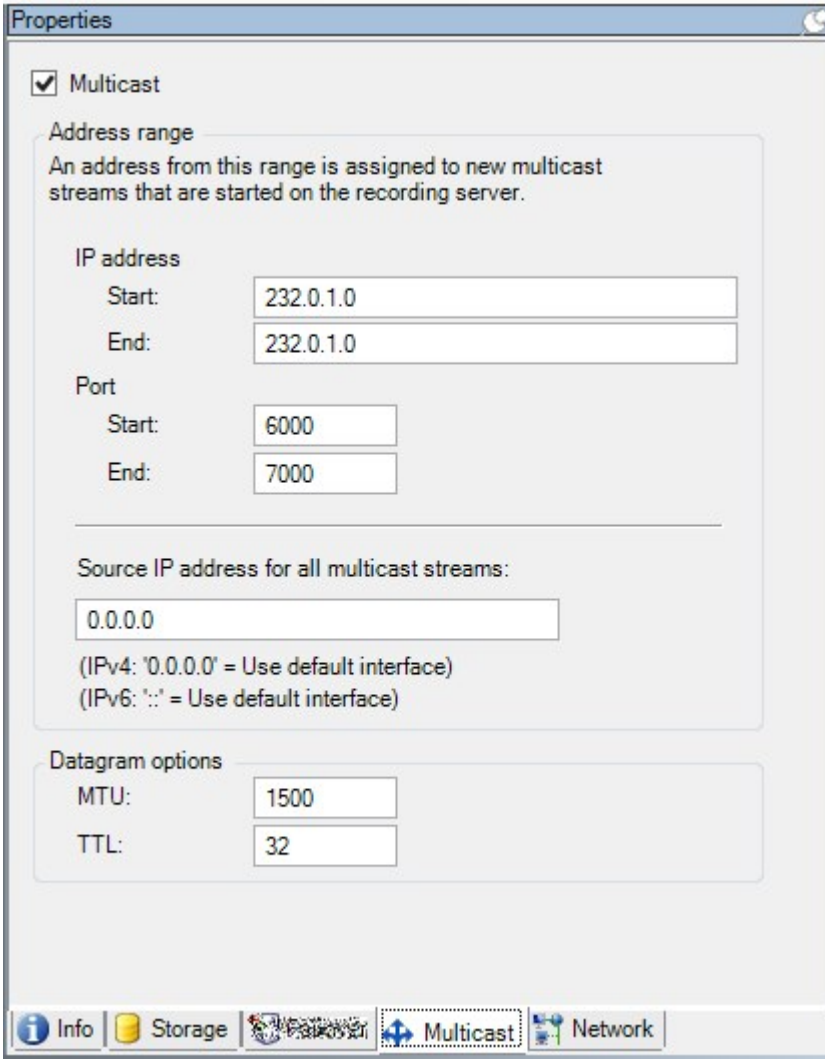 Properties
Multicast
Address range
An address from this range is assigned to new multicast
streams that are started on the recording server.
IP address
Start: 232.0.1.0
End: 232.0.1.0
Port
Start: 6000
End: 7000
Source IP address for all multicast streams:
0.0.0.0
(IPv4: '0.0.0.0' = Use default interface)
(IPv6: '::' = Use default interface)
Datagram options
MTU: 1500
TTL: 32
Info Storage Multicast Network